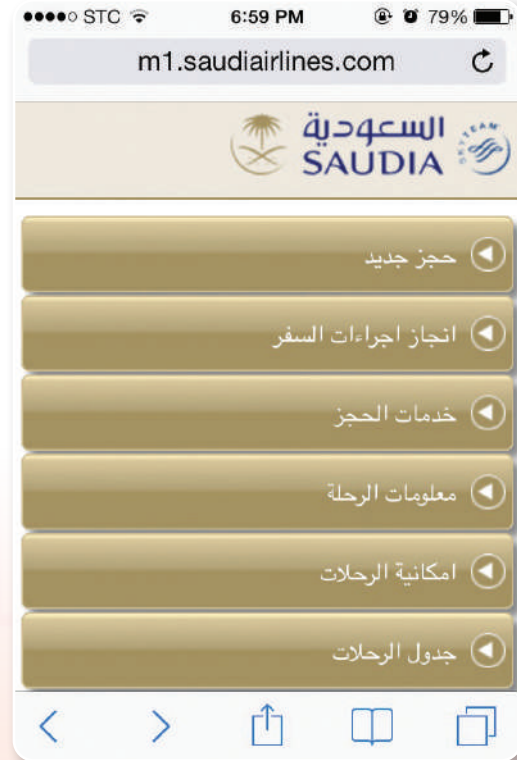 STC 6:59 PM 79%
m1.saudiairlines.com
السعودية
SAUDIA
SKYTEAM
حجز جديد
انجاز اجراءات السفر
خدمات الحجز
معلومات الرحلة
امكانية الرحلات
جدول الرحلات